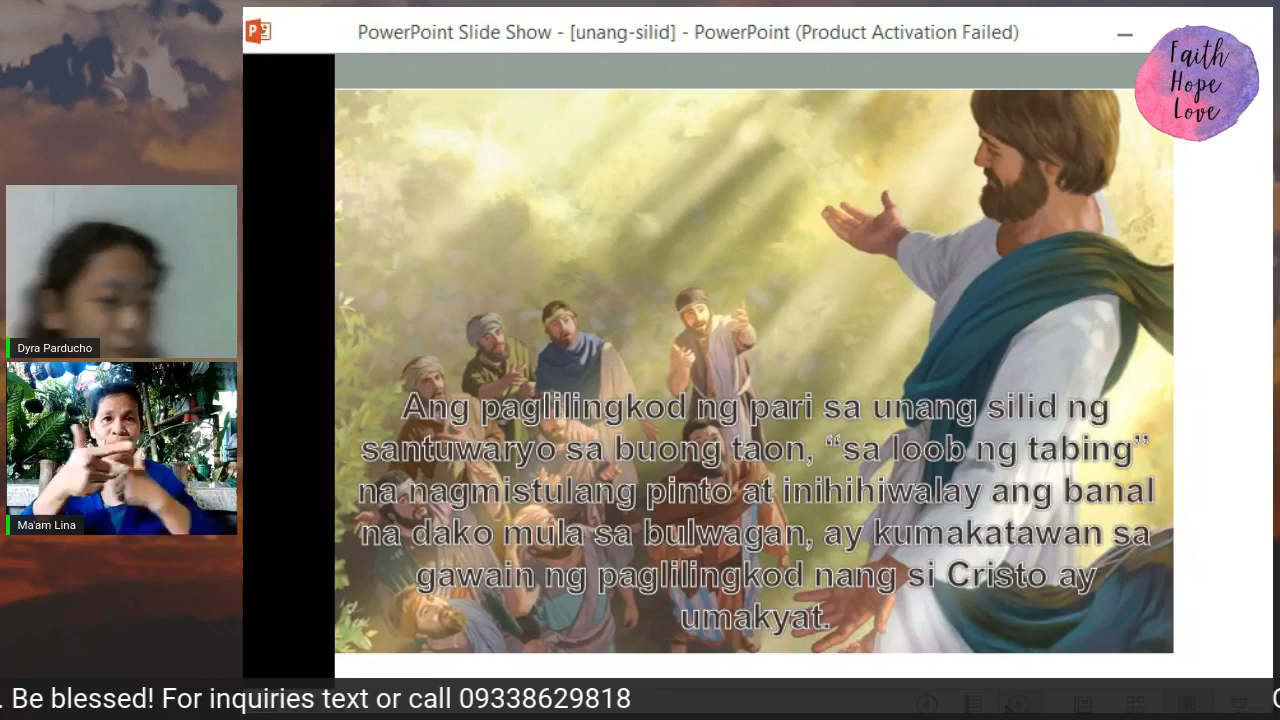 PowerPoint Slide Show - [unang-silid] - PowerPoint (Product Activation Failed)
Faith
Hope
Love
Dyra Parducho
Ma'am Lina
Ang paglilingkod ng pari sa unang silid ng
santuwaryo sa buong taon, “sa loob ng tabing”
na nagmistulang pinto at inihihiwalay ang banal
na dako mula sa bulwagan, ay kumakatawan sa
gawain ng paglilingkod nang si Cristo ay
umakyat.
. Be blessed! For inquiries text or call 09338629818